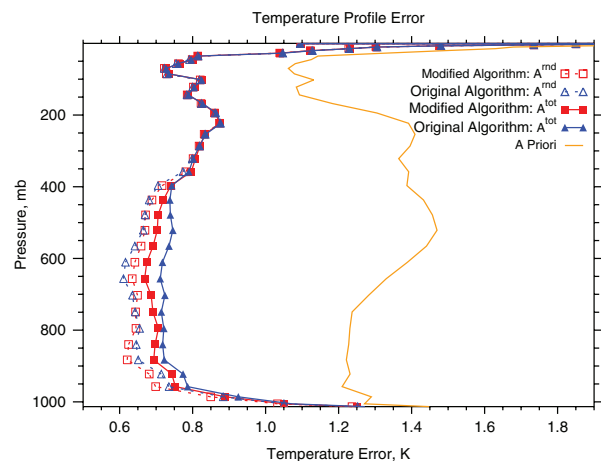 Temperature Profile Error
Modified Algorithm: A^rnd
Original Algorithm: A^rnd
Modified Algorithm: A^tot
Original Algorithm: A^tot
A Priori
200
400
600
800
1000
Pressure, mb
0.6 0.8 1.0 1.2 1.4 1.6 1.8
Temperature Error, K